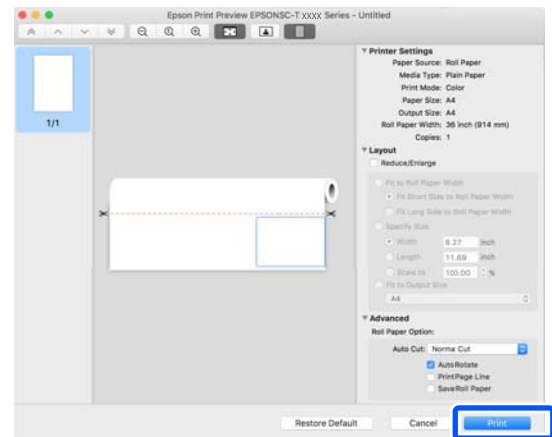 Epson Print Preview EPSONSC-T xxxx Series - Untitled
1/1
Printer Settings
Paper Source: Roll Paper
Media Type: Plain Paper
Print Mode: Color
Paper Size: A4
Output Size: A4
Roll Paper Width: 36 inch (914 mm)
Copies: 1
Layout
Reduce/Enlarge
Fit to Roll Paper Width
Fit Short Side to Roll Paper Width
Fit Long Side to Roll Paper Width
Specify Size
Width 8.27 inch
Length 11.69 inch
Scale to 100.00 %
Fit to Output Size
A4
Advanced
Roll Paper Option:
Auto Cut: Norma Cut
Auto Rotate
Print Page Line
Save Roll Paper
Restore Default Cancel Print